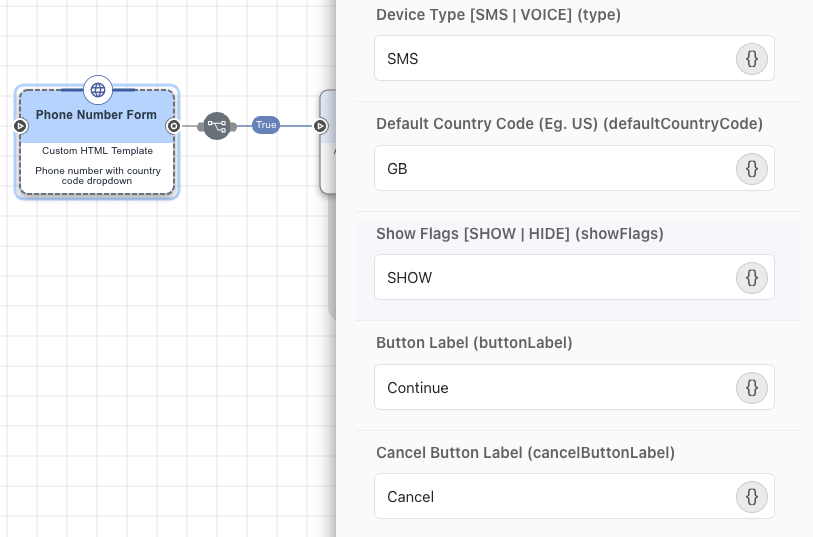 Phone Number Form
Custom HTML Template
Phone number with country
code dropdown
True
Device Type [SMS | VOICE] (type)
SMS
{}
Default Country Code (Eg. US) (defaultCountryCode)
GB
{}
Show Flags [SHOW | HIDE] (showFlags)
SHOW
{}
Button Label (buttonLabel)
Continue
{}
Cancel Button Label (cancelButtonLabel)
Cancel
{}